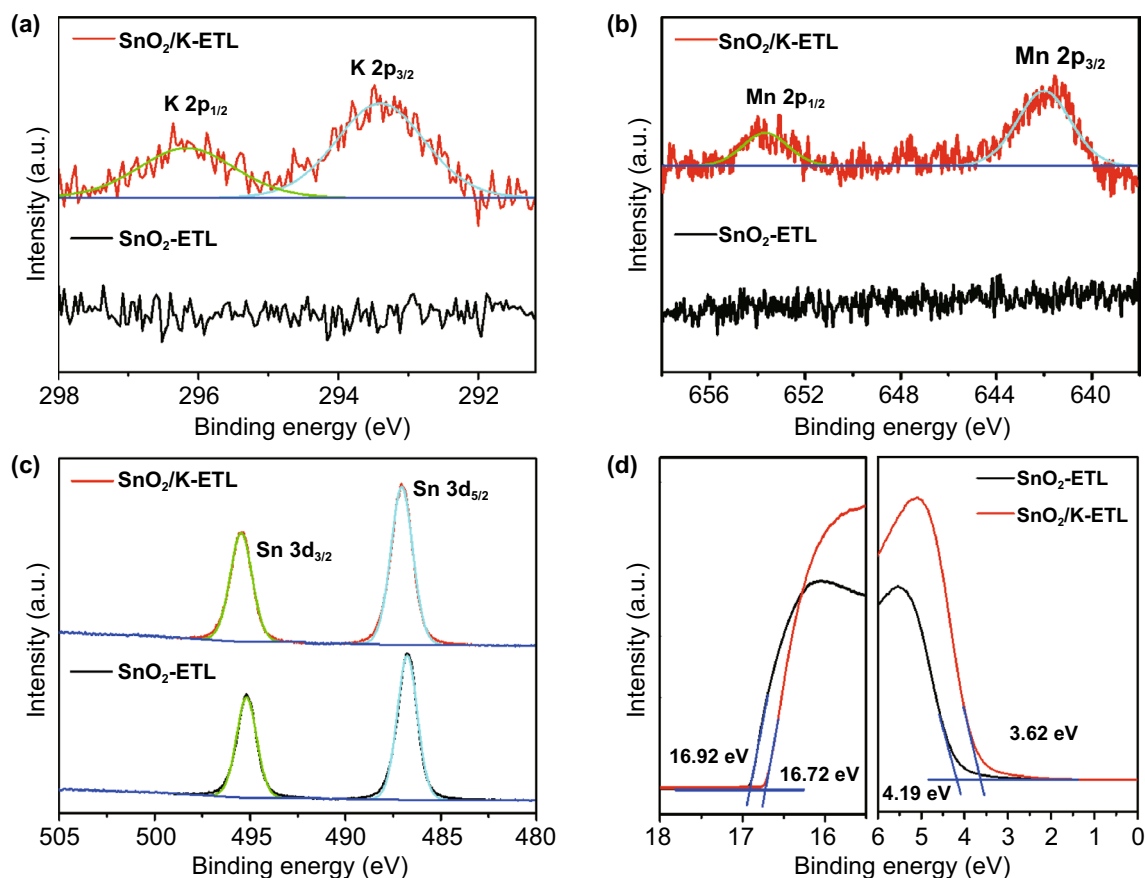 (a)
SnO₂/K-ETL
K 2p₃/₂
K 2p₁/₂
SnO₂-ETL
Intensity (a.u.)
298 296 294 292
Binding energy (eV)
(b)
SnO₂/K-ETL
Mn 2p₃/₂
Mn 2p₁/₂
SnO₂-ETL
Intensity (a.u.)
656 652 648 644 640
Binding energy (eV)
(c)
SnO₂/K-ETL
Sn 3d₅/₂
Sn 3d₃/₂
SnO₂-ETL
Intensity (a.u.)
505 500 495 490 485 480
Binding energy (eV)
(d)
SnO₂-ETL
SnO₂/K-ETL
16.92 eV
16.72 eV
3.62 eV
4.19 eV
Intensity (a.u.)
18 17 16 6 5 4 3 2 1 0
Binding energy (eV)